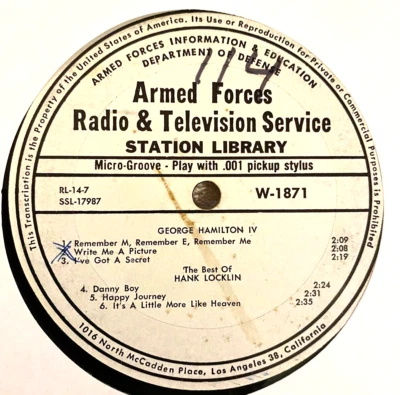 This Transcription is the Property of the United States of America. Its Use or Reproduction for Private or Commercial Purposes is Prohibited
ARMED FORCES INFORMATION & EDUCATION
DEPARTMENT OF DEFENSE
114
Armed Forces
Radio & Television Service
STATION LIBRARY
Micro-Groove - Play with .001 pickup stylus
RL-14-7
SSL-17987
W-1871
GEORGE HAMILTON IV
Remember M, Remember E, Remember Me 2:09
Write Me A Picture 2:08
3. I've Got A Secret 2:19
The Best Of
HANK LOCKLIN
4. Danny Boy 2:24
5. Happy Journey 2:31
6. It's A Little More Like Heaven 2:35
1016 North McCadden Place, Los Angeles 38, California